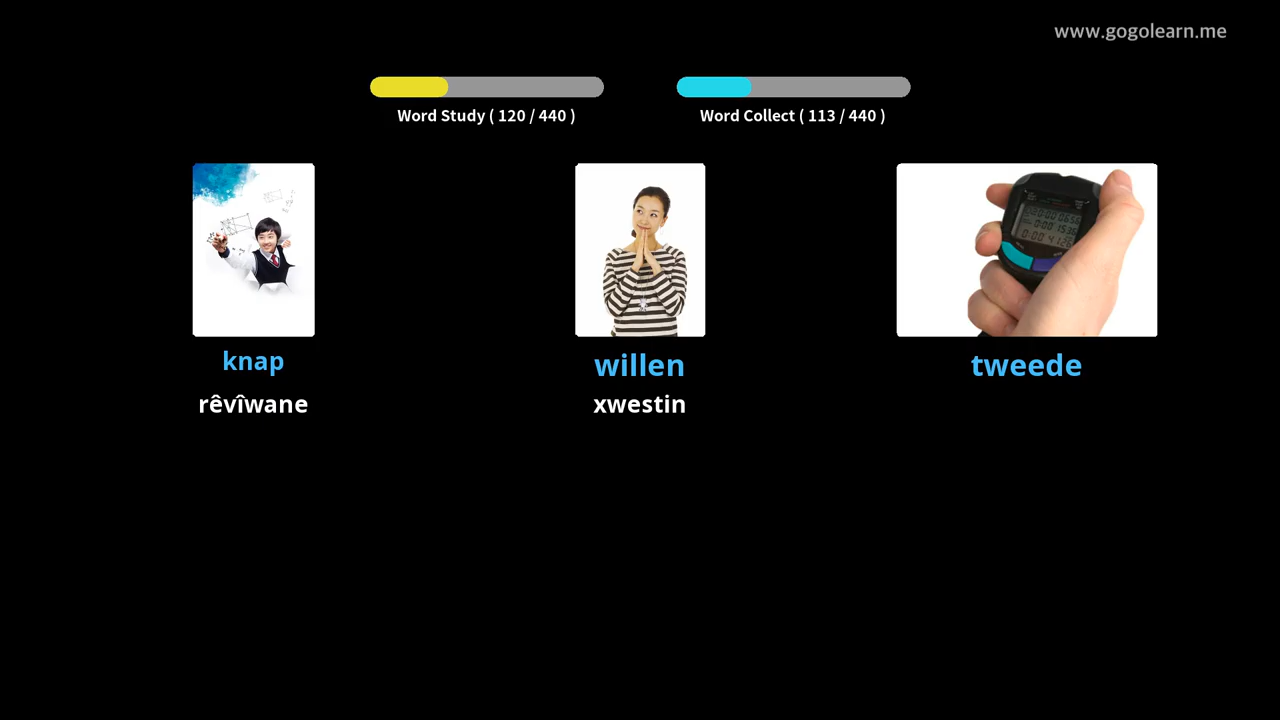 www.gogolearn.me
Word Study ( 120 / 440 )
Word Collect ( 113 / 440 )
knap
rêvîwane
willen
xwestin
tweede